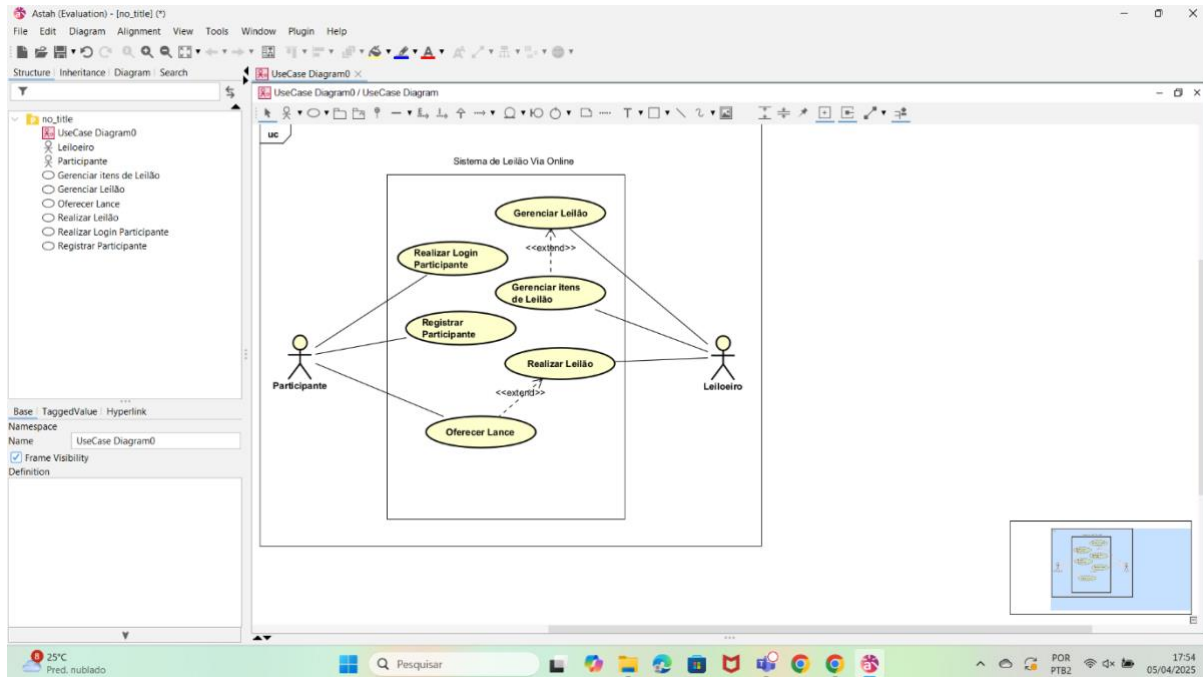 Astah (Evaluation) - [no_title] (*)
File Edit Diagram Alignment View Tools Window Plugin Help
Structure Inheritance Diagram Search
UseCase Diagram0
UseCase Diagram0 / UseCase Diagram
no_title
UseCase Diagram0
Leiloeiro
Participante
Gerenciar itens de Leilão
Gerenciar Leilão
Oferecer Lance
Realizar Leilão
Realizar Login Participante
Registrar Participante
Base TaggedValue Hyperlink
Namespace
Name UseCase Diagram0
Frame Visibility
Definition
uc
Sistema de Leilão Via Online
Gerenciar Leilão
<<extend>>
Realizar Login
Participante
Gerenciar itens
de Leilão
Registrar
Participante
Realizar Leilão
Participante
Leiloeiro
<<extend>>
Oferecer Lance
8
25°C
Pred. nublado
Pesquisar
POR
PTB2
17:54
05/04/2025